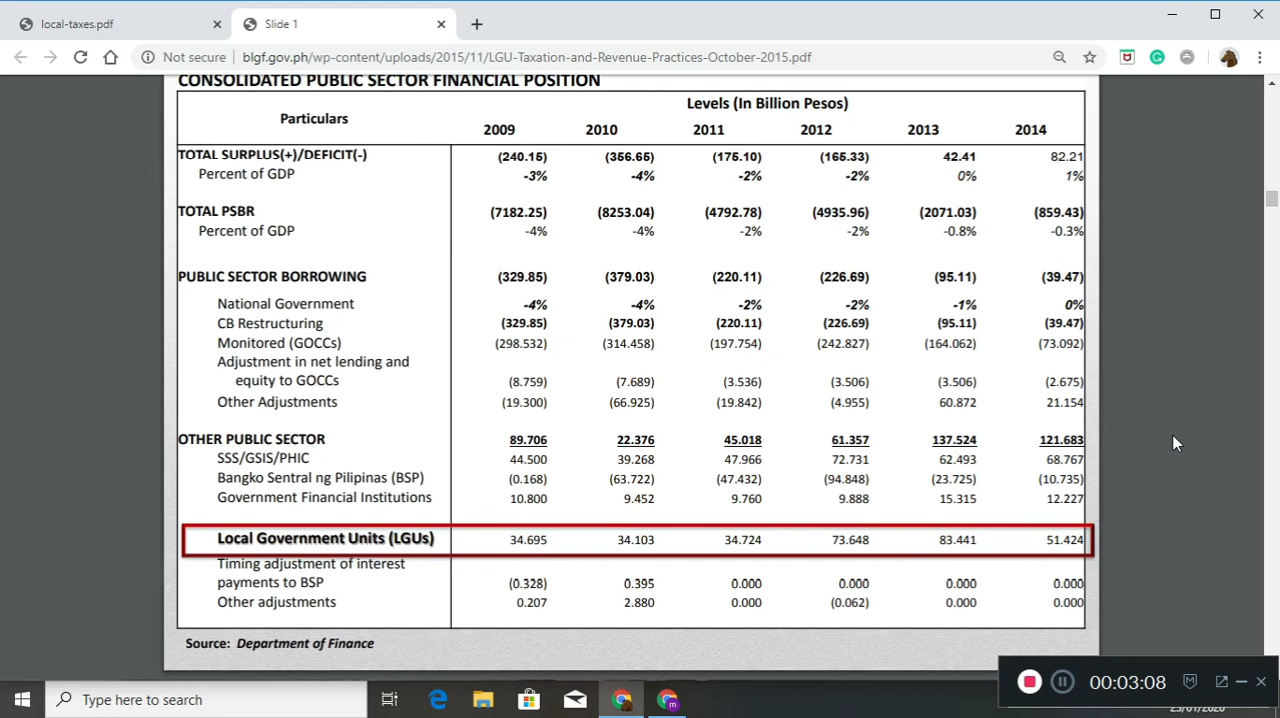 local-taxes.pdf
Slide 1
Not secure blgf.gov.ph/wp-content/uploads/2015/11/LGU-Taxation-and-Revenue-Practices-October-2015.pdf
CONSOLIDATED PUBLIC SECTOR FINANCIAL POSITION
Particulars Levels (In Billion Pesos)
2009 2010 2011 2012 2013 2014
TOTAL SURPLUS(+)/DEFICIT(-) (240.15) (356.65) (175.10) (165.33) 42.41 82.21
Percent of GDP -3% -4% -2% -2% 0% 1%
TOTAL PSBR (7182.25) (8253.04) (4792.78) (4935.96) (2071.03) (859.43)
Percent of GDP -4% -4% -2% -2% -0.8% -0.3%
PUBLIC SECTOR BORROWING (329.85) (379.03) (220.11) (226.69) (95.11) (39.47)
National Government -4% -4% -2% -2% -1% 0%
CB Restructuring (329.85) (379.03) (220.11) (226.69) (95.11) (39.47)
Monitored (GOCCs) (298.532) (314.458) (197.754) (242.827) (164.062) (73.092)
Adjustment in net lending and
equity to GOCCs (8.759) (7.689) (3.536) (3.506) (3.506) (2.675)
Other Adjustments (19.300) (66.925) (19.842) (4.955) 60.872 21.154
OTHER PUBLIC SECTOR 89.706 22.376 45.018 61.357 137.524 121.683
SSS/GSIS/PHIC 44.500 39.268 47.966 72.731 62.493 68.767
Bangko Sentral ng Pilipinas (BSP) (0.168) (63.722) (47.432) (94.848) (23.725) (10.735)
Government Financial Institutions 10.800 9.452 9.760 9.888 15.315 12.227
Local Government Units (LGUs) 34.695 34.103 34.724 73.648 83.441 51.424
Timing adjustment of interest
payments to BSP (0.328) 0.395 0.000 0.000 0.000 0.000
Other adjustments 0.207 2.880 0.000 (0.062) 0.000 0.000
Source: Department of Finance
00:03:08
Type here to search
23/01/2020